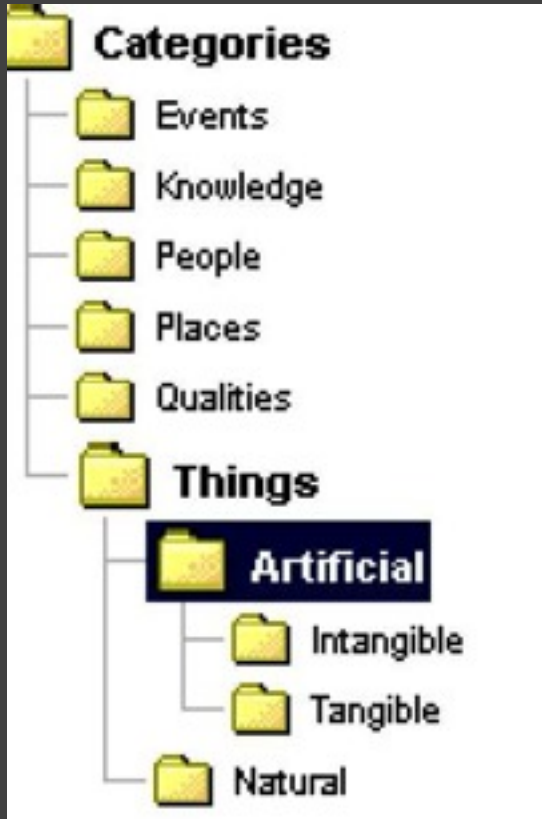 Categories
Events
Knowledge
People
Places
Qualities
Things
Artificial
Intangible
Tangible
Natural